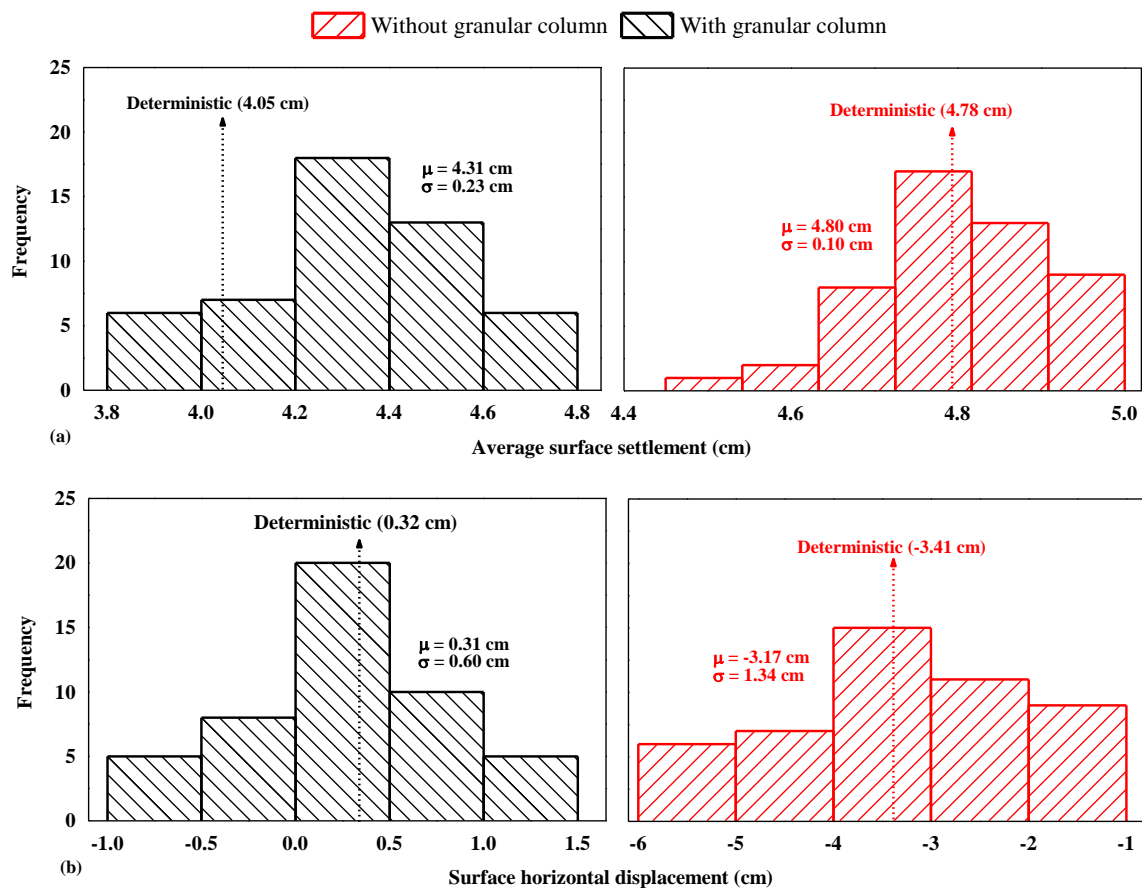 Without granular column With granular column
25
20
15
10
5
0
Frequency
Deterministic (4.05 cm)
μ = 4.31 cm
σ = 0.23 cm
3.8 4.0 4.2 4.4 4.6 4.8
Deterministic (4.78 cm)
μ = 4.80 cm
σ = 0.10 cm
4.4 4.6 4.8 5.0
(a)
Average surface settlement (cm)
25
20
15
10
5
0
Frequency
Deterministic (0.32 cm)
μ = 0.31 cm
σ = 0.60 cm
-1.0 -0.5 0.0 0.5 1.0 1.5
Deterministic (-3.41 cm)
μ = -3.17 cm
σ = 1.34 cm
-6 -5 -4 -3 -2 -1
(b)
Surface horizontal displacement (cm)